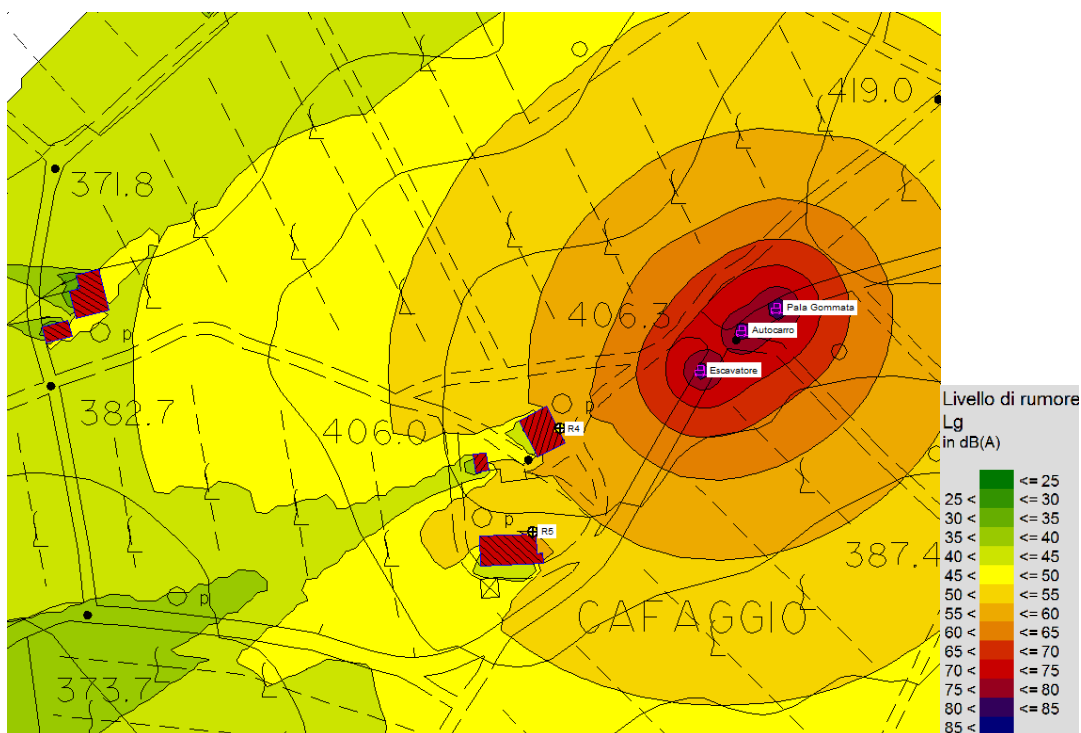 419.0
371.8
Pala Gommata
406.3
Autocarro
Escavatore
382.7
p
p
406.0
R4
p
R5
387.4
CAFAGGIO
p
373.7
Livello di rumore
Lg
in dB(A)
<= 25
25 < <= 30
30 < <= 35
35 < <= 40
40 < <= 45
45 < <= 50
50 < <= 55
55 < <= 60
60 < <= 65
65 < <= 70
70 < <= 75
75 < <= 80
80 < <= 85
85 <